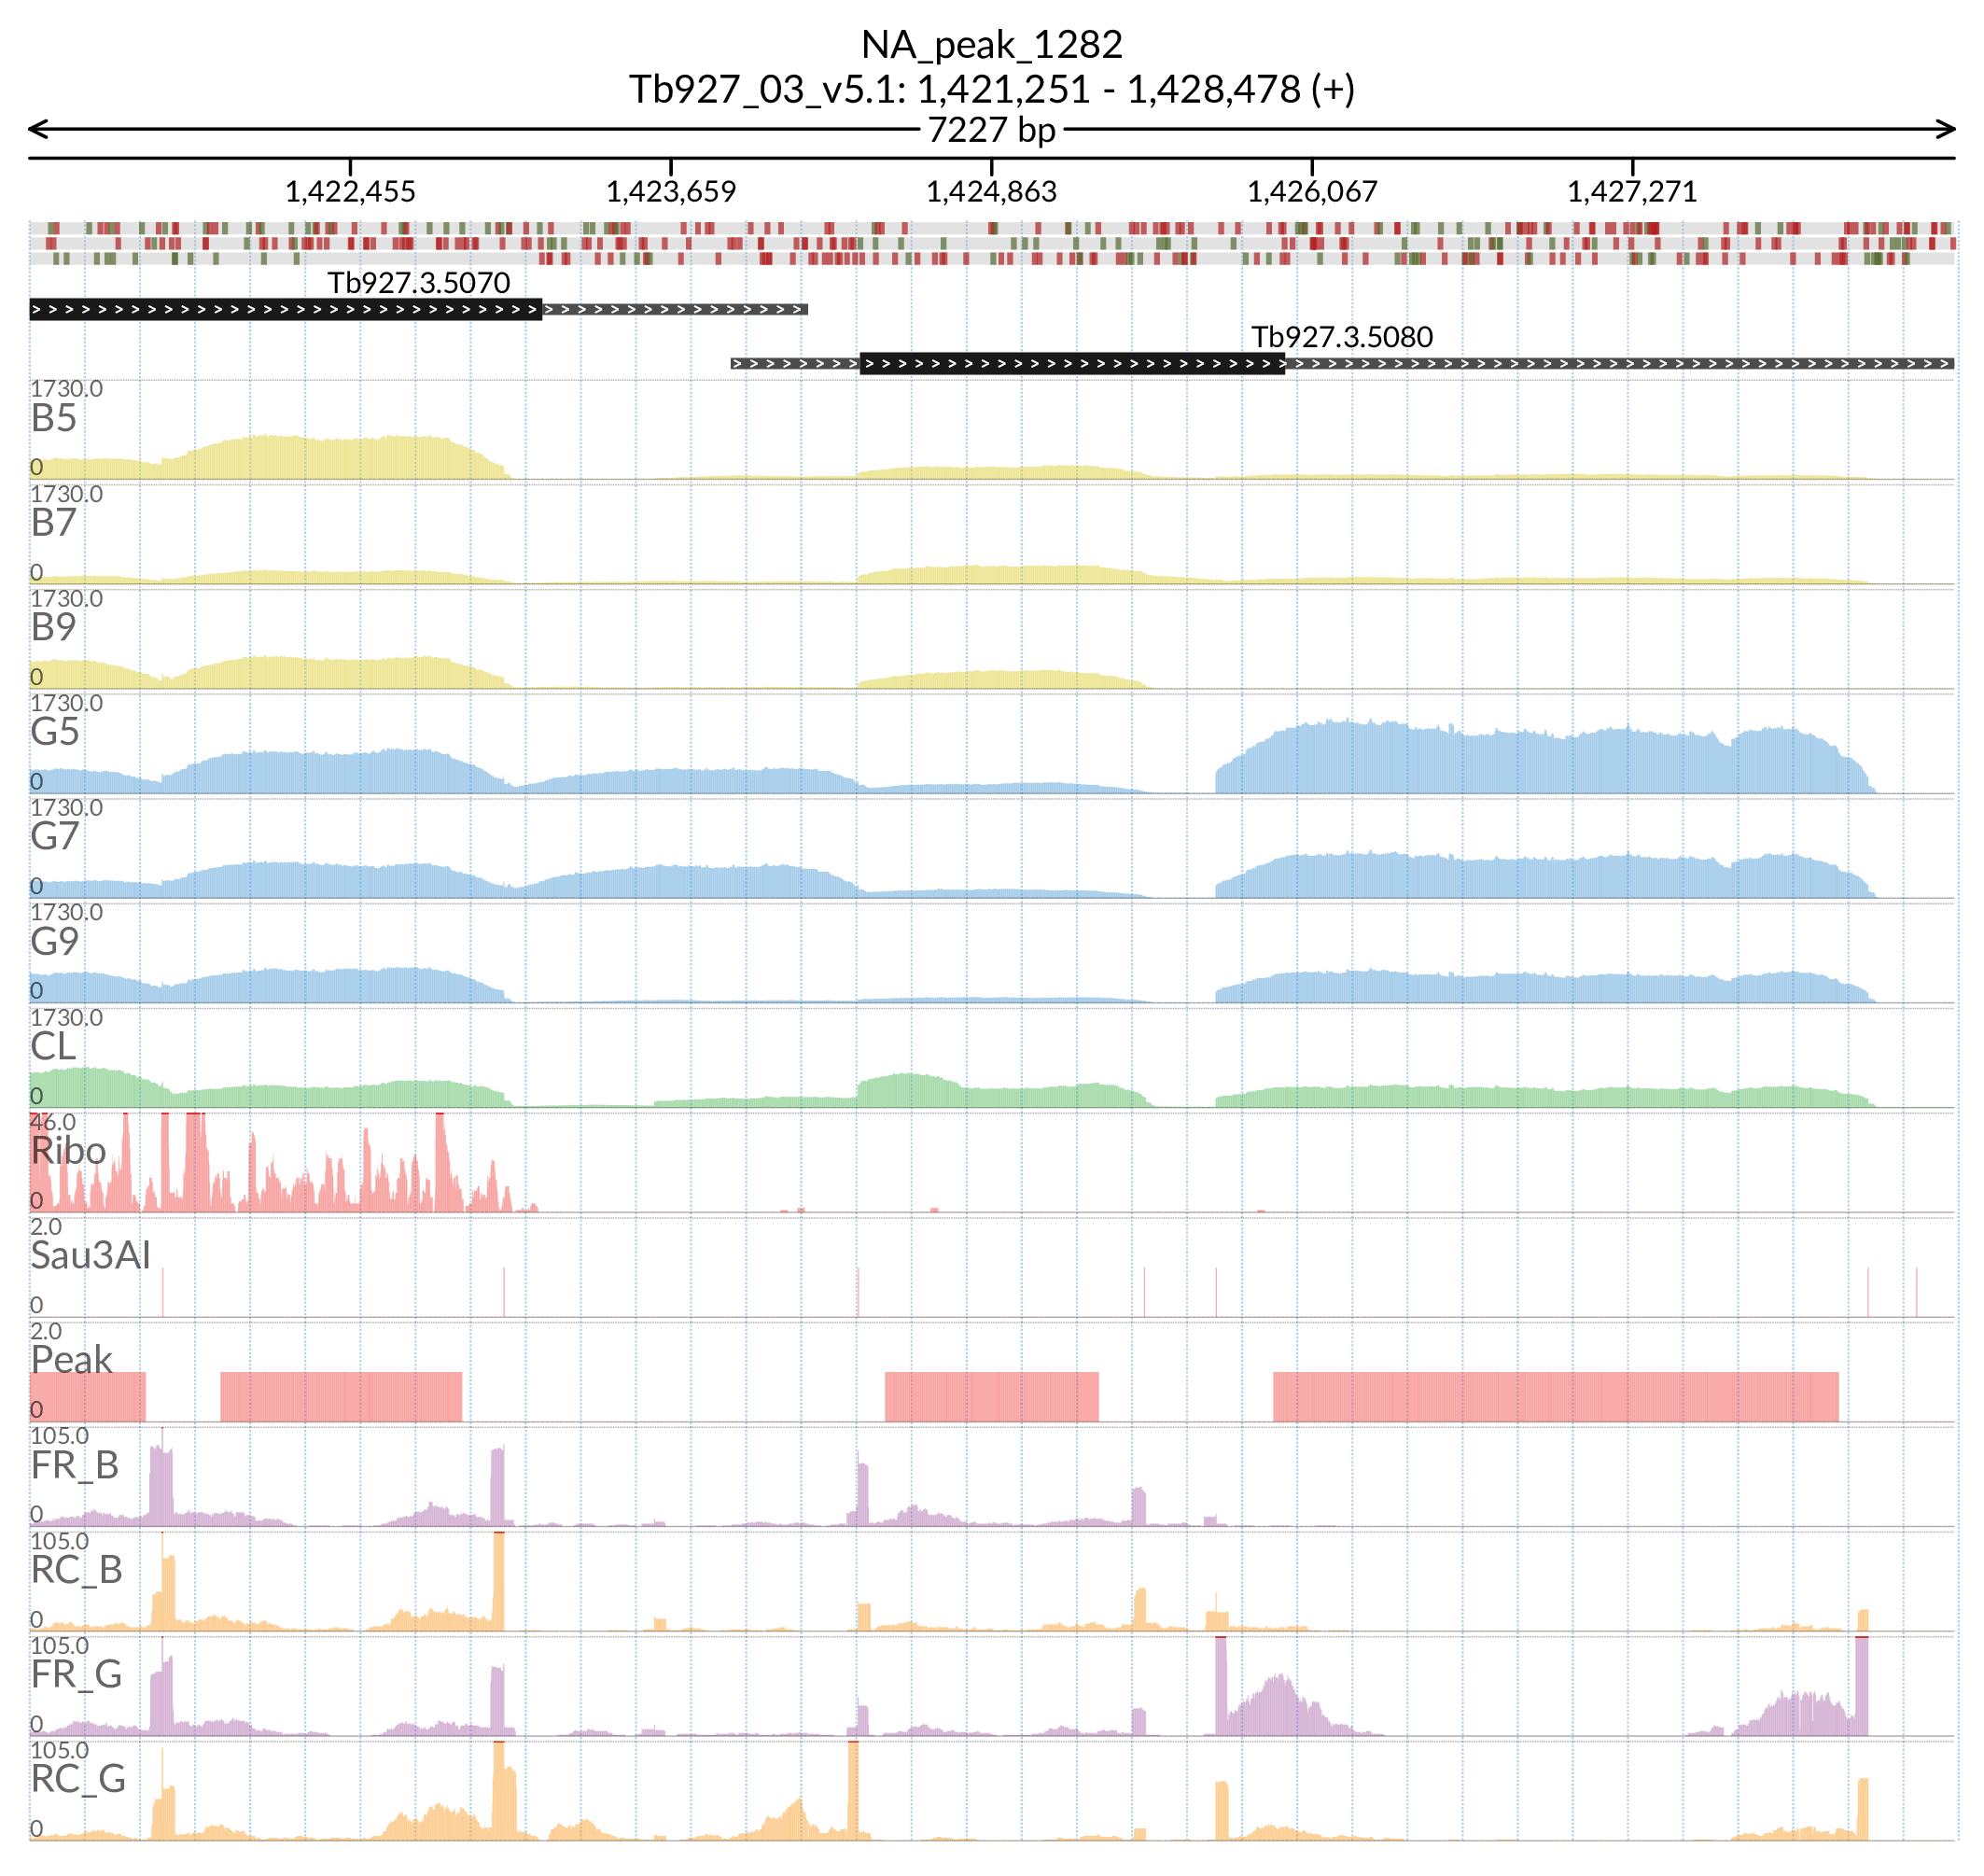 NA_peak_1282
Tb927_03_v5.1: 1,421,251 - 1,428,478 (+)
7227 bp
1,422,455 1,423,659 1,424,863 1,426,067 1,427,271
Tb927.3.5070
Tb927.3.5080
1730.0
B5
0
1730.0
B7
0
1730.0
B9
0
1730.0
G5
0
1730.0
G7
0
1730.0
G9
0
1730.0
CL
0
46.0
Ribo
0
2.0
Sau3AI
0
2.0
Peak
0
105.0
FR_B
0
105.0
RC_B
0
105.0
FR_G
0
105.0
RC_G
0